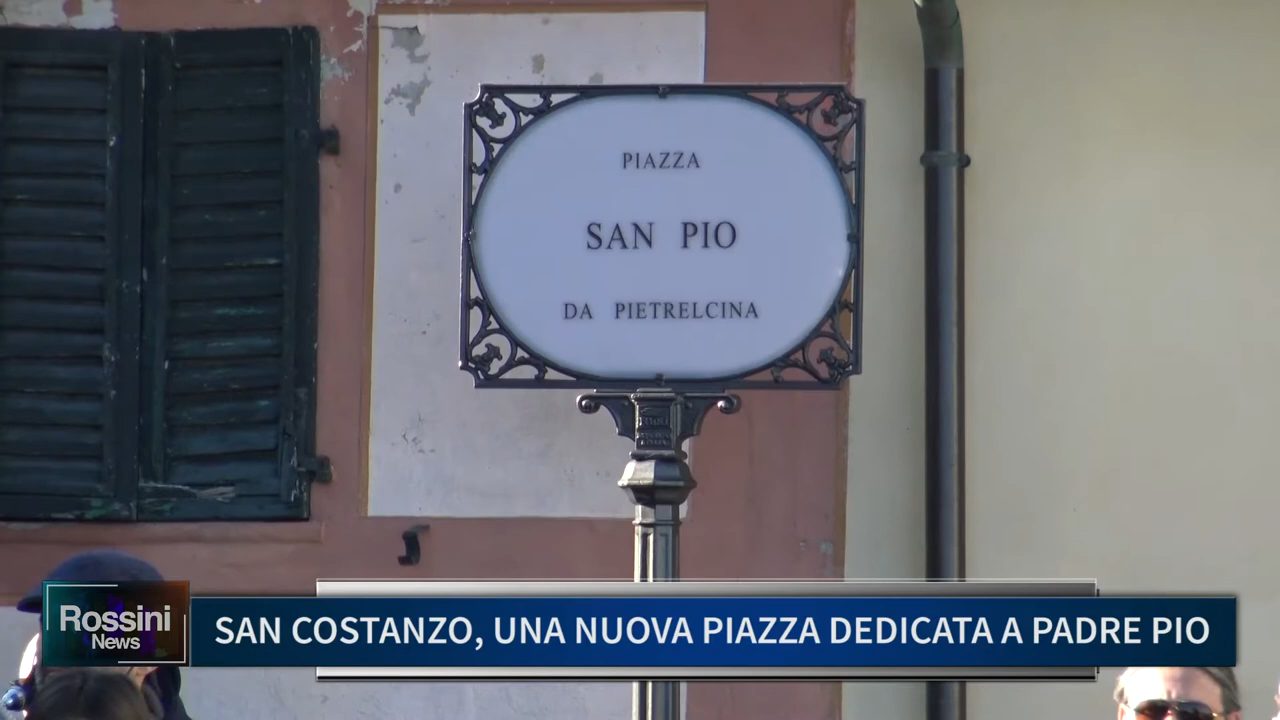 PIAZZA
SAN PIO
DA PIETRELCINA
Rossini
News
SAN COSTANZO, UNA NUOVA PIAZZA DEDICATA A PADRE PIO